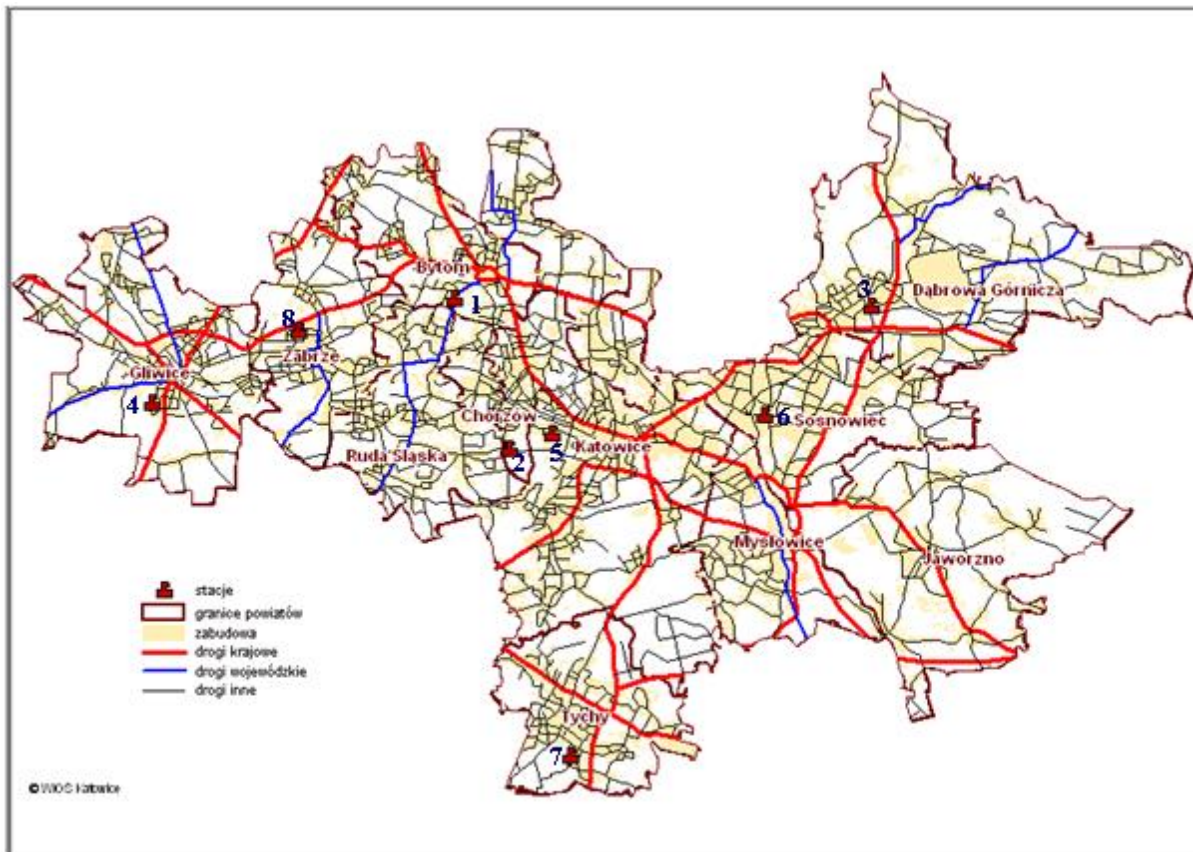 Bytom
1
3
Dąbrowa Górnicza
8
Zabrze
Gliwice
4
Chorzów
6
Sosnowiec
5
Katowice
Ruda Śląska
2
Mysłowice
Jaworzno
stacje
granice powiatów
zabudowa
drogi krajowe
drogi wojewódzkie
drogi inne
Tychy
7
© WIOŚ Katowice